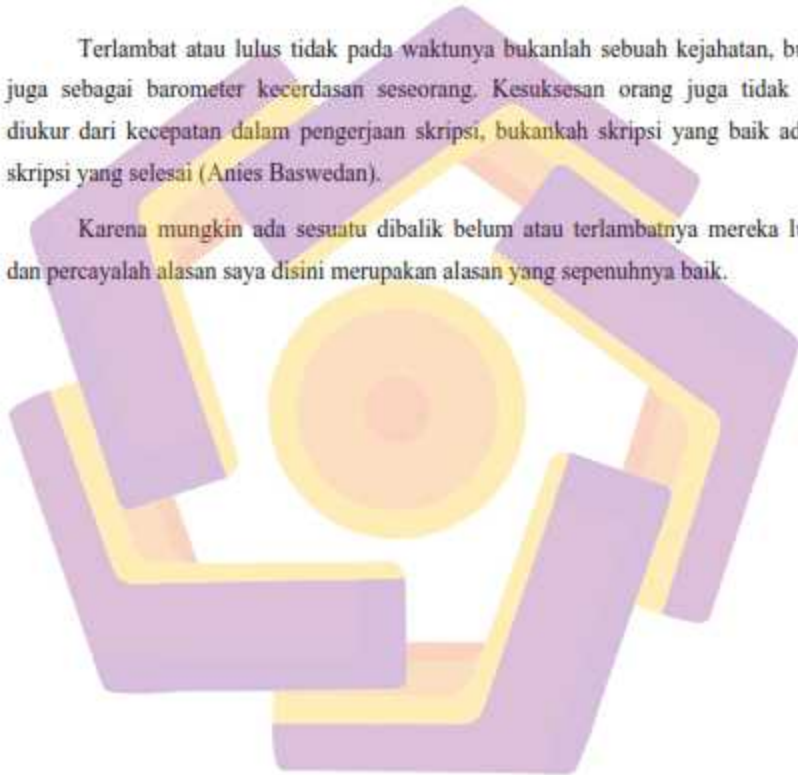 Terlambat atau lulus tidak pada waktunya bukanlah sebuah kejahatan,
juga sebagai barometer kecerdasan seseorang. Kesuksesan orang juga tidak
diukur dari kecepatan dalam pengerjaan skripsi, bukankah skripsi yang baik
skripsi yang selesai (Anies Baswedan).
Karena mungkin ada sesuatu dibalik belum atau terlambatnya mereka
dan percayalah alasan saya disini merupakan alasan yang sepenuhnya baik.